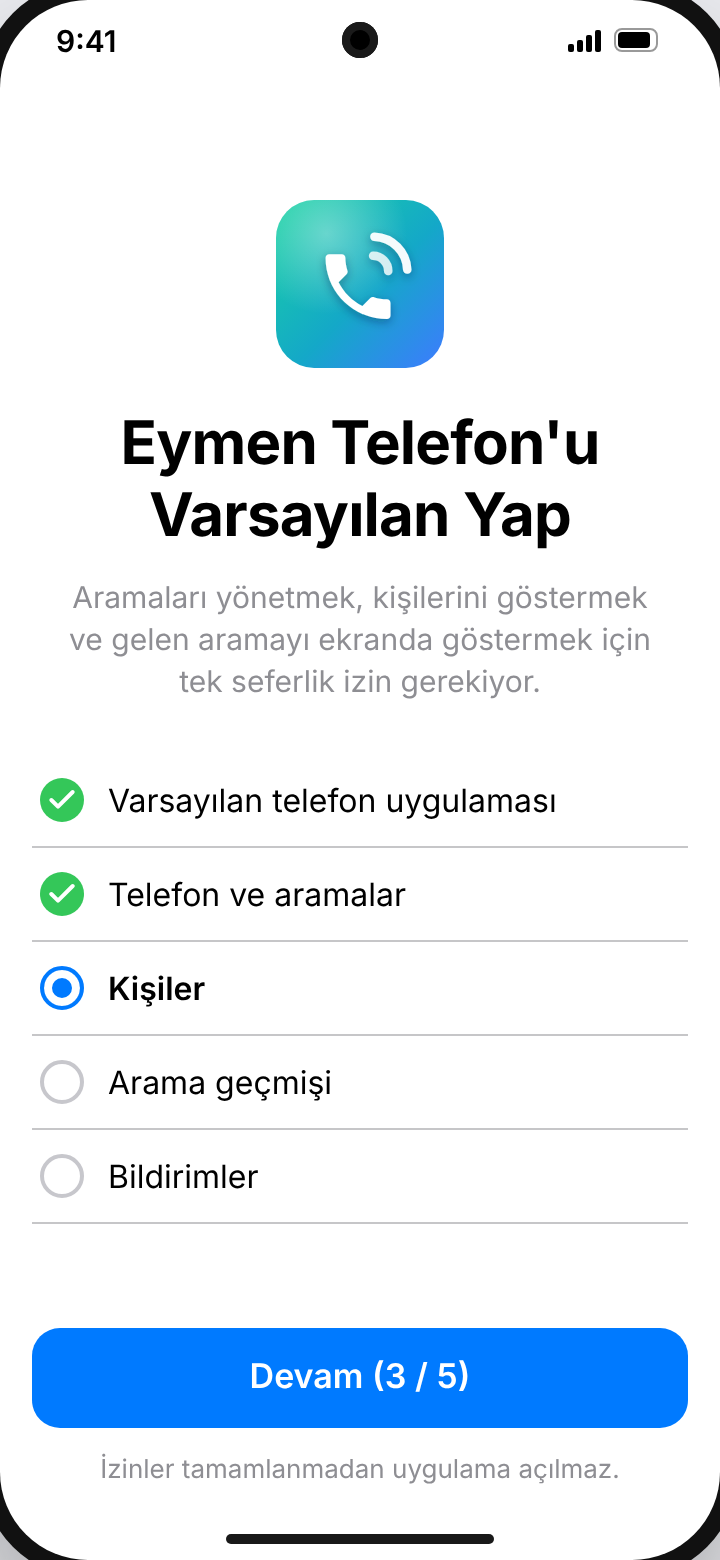 9:41
Eymen Telefon'u
Varsayılan Yap
Aramaları yönetmek, kişilerini göstermek
ve gelen aramayı ekranda göstermek için
tek seferlik izin gerekiyor.
Varsayılan telefon uygulaması
Telefon ve aramalar
Kişiler
Arama geçmişi
Bildirimler
Devam (3 / 5)
İzinler tamamlanmadan uygulama açılmaz.